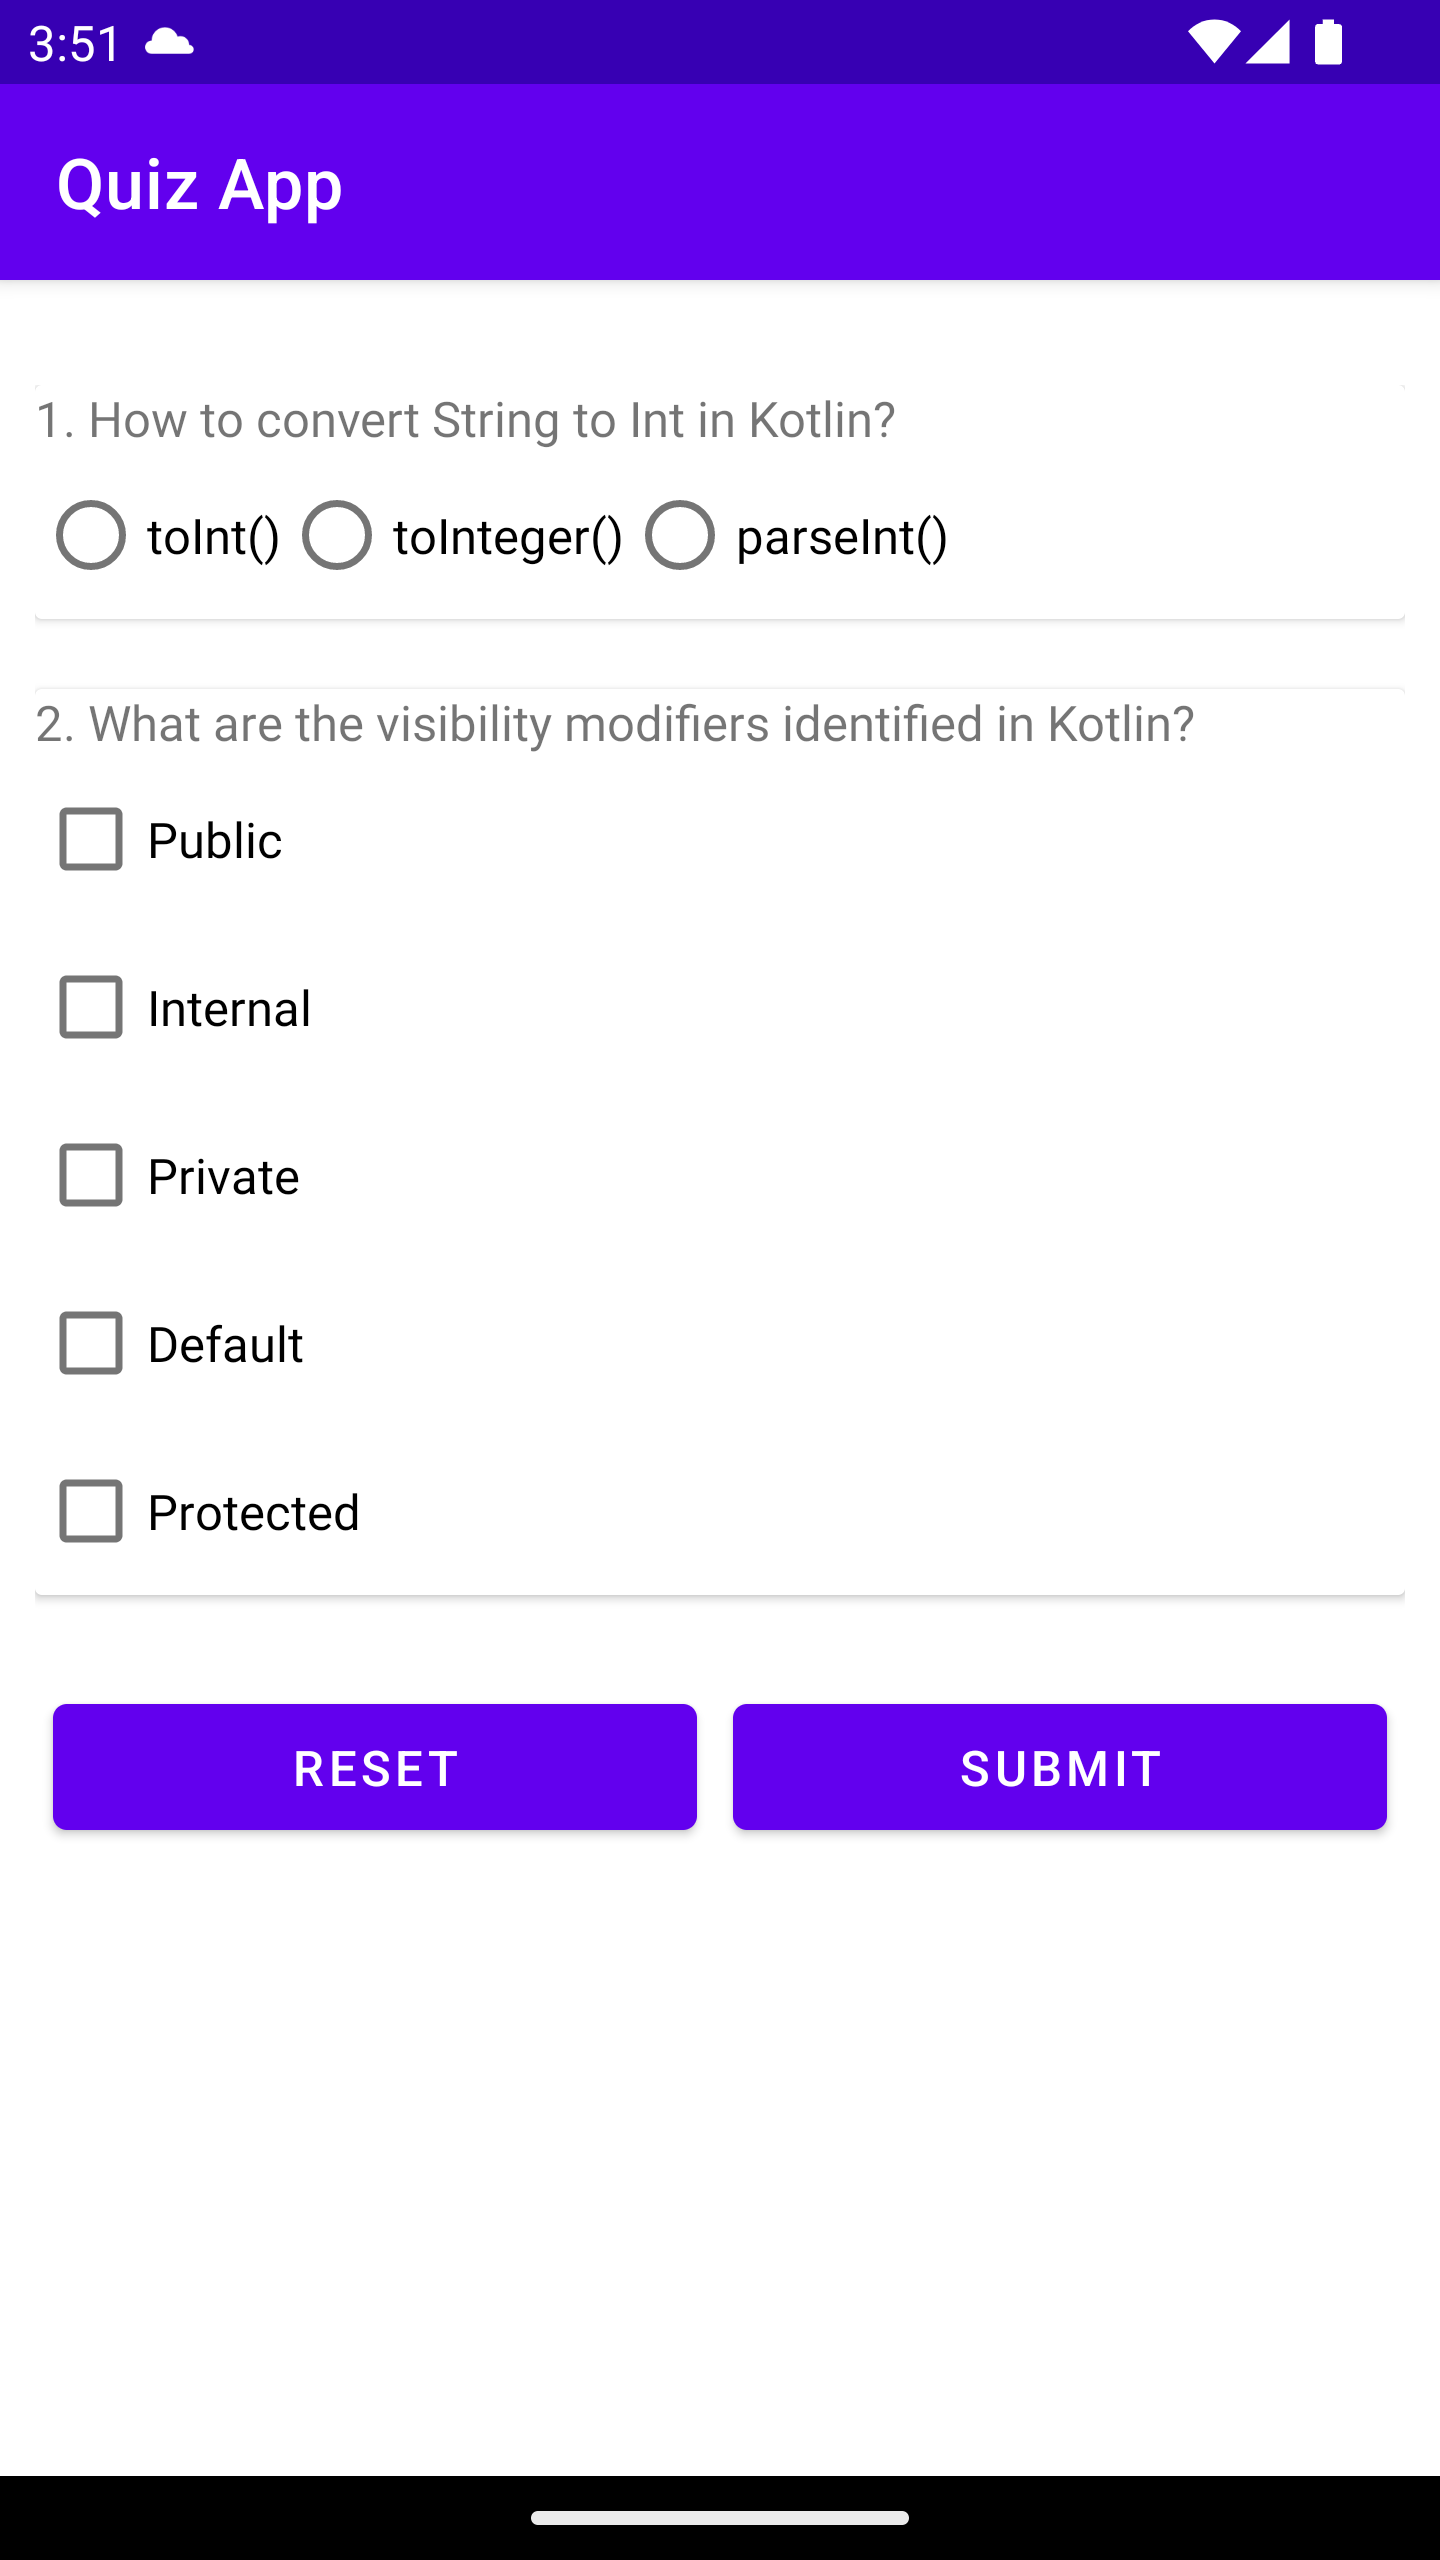 3:51
Quiz App
1. How to convert String to Int in Kotlin?
toInt() toInteger() parseInt()
2. What are the visibility modifiers identified in Kotlin?
Public
Internal
Private
Default
Protected
RESET SUBMIT